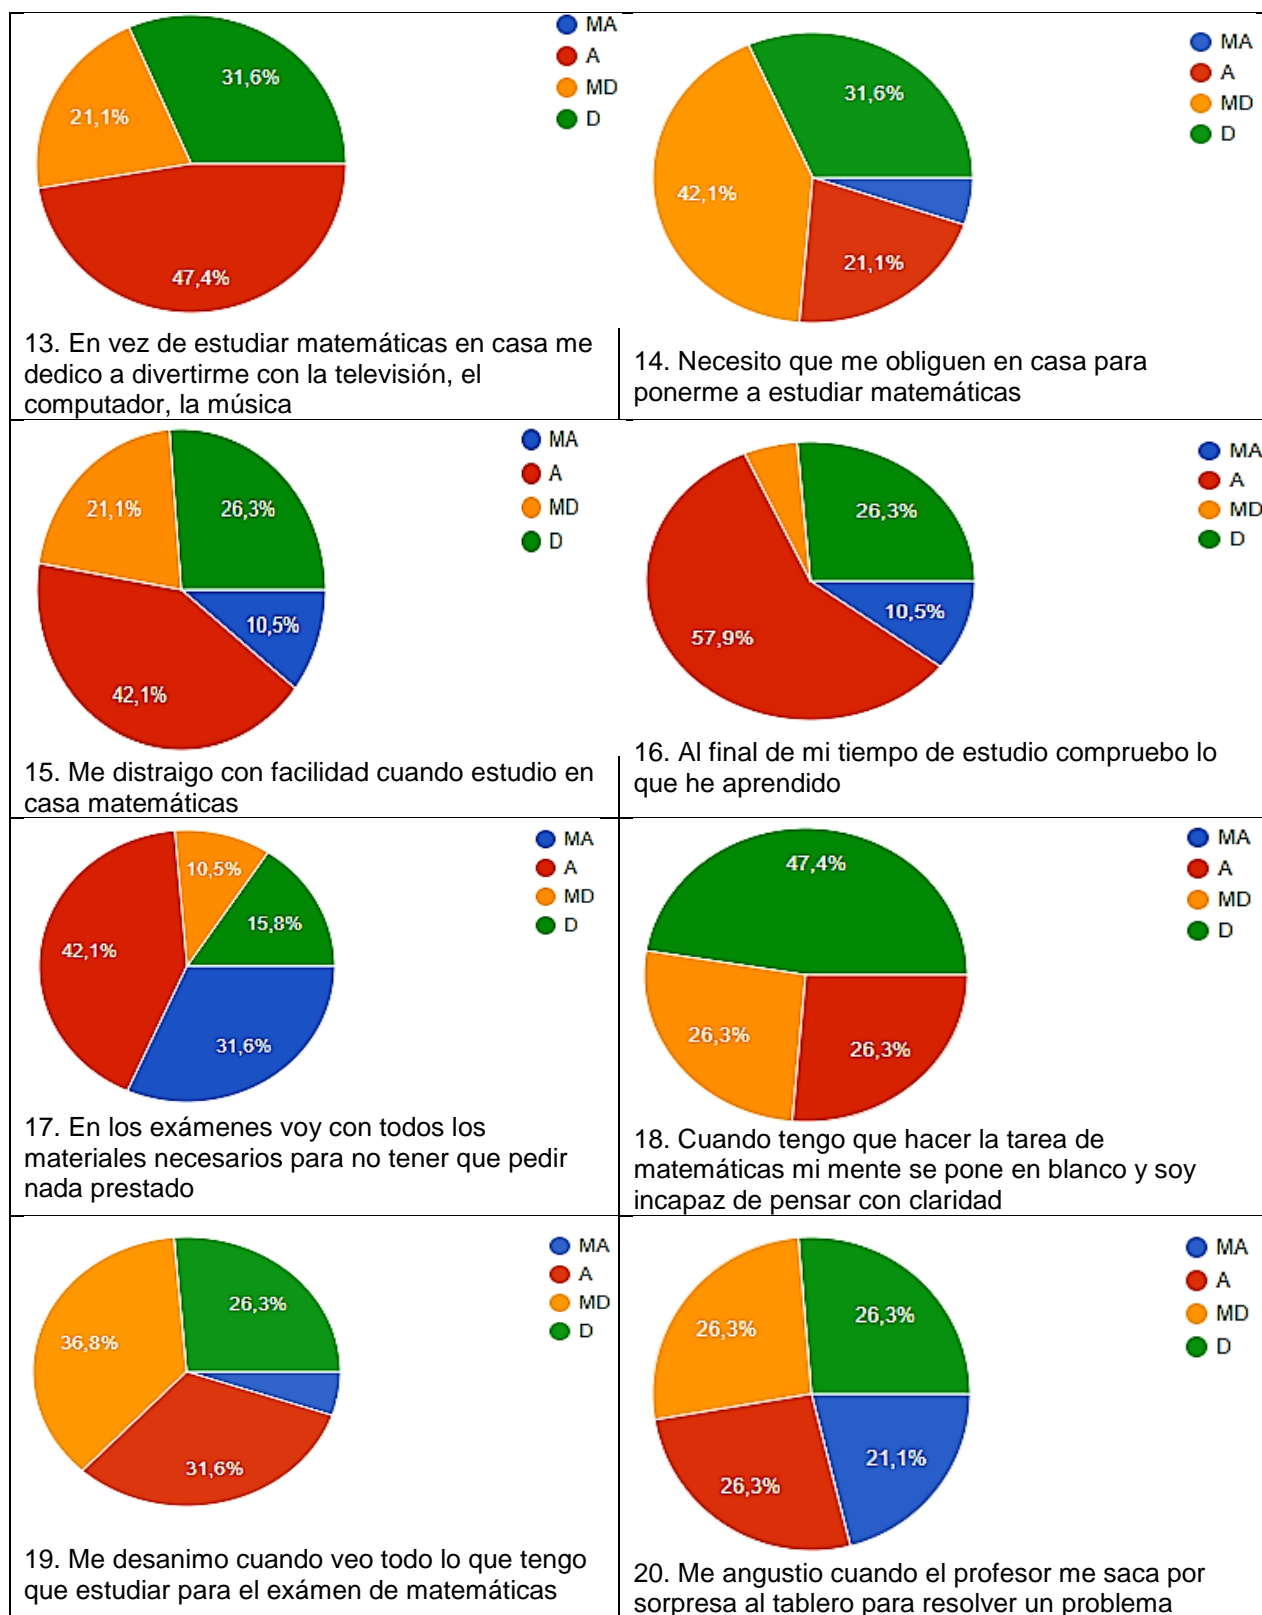 MA
A
MD
D
31,6%
21,1%
47,4%
13. En vez de estudiar matemáticas en casa me
dedico a divertirme con la televisión, el
computador, la música
MA
A
MD
D
31,6%
42,1%
21,1%
14. Necesito que me obliguen en casa para
ponerme a estudiar matemáticas
MA
A
MD
D
21,1%
26,3%
10,5%
42,1%
15. Me distraigo con facilidad cuando estudio en
casa matemáticas
MA
A
MD
D
26,3%
10,5%
57,9%
16. Al final de mi tiempo de estudio compruebo lo
que he aprendido
MA
A
MD
D
10,5%
15,8%
42,1%
31,6%
17. En los exámenes voy con todos los
materiales necesarios para no tener que pedir
nada prestado
MA
A
MD
D
47,4%
26,3%
26,3%
18. Cuando tengo que hacer la tarea de
matemáticas mi mente se pone en blanco y soy
incapaz de pensar con claridad
MA
A
MD
D
26,3%
36,8%
31,6%
19. Me desanimo cuando veo todo lo que tengo
que estudiar para el exámen de matemáticas
MA
A
MD
D
26,3%
26,3%
21,1%
26,3%
20. Me angustio cuando el profesor me saca por
sorpresa al tablero para resolver un problema